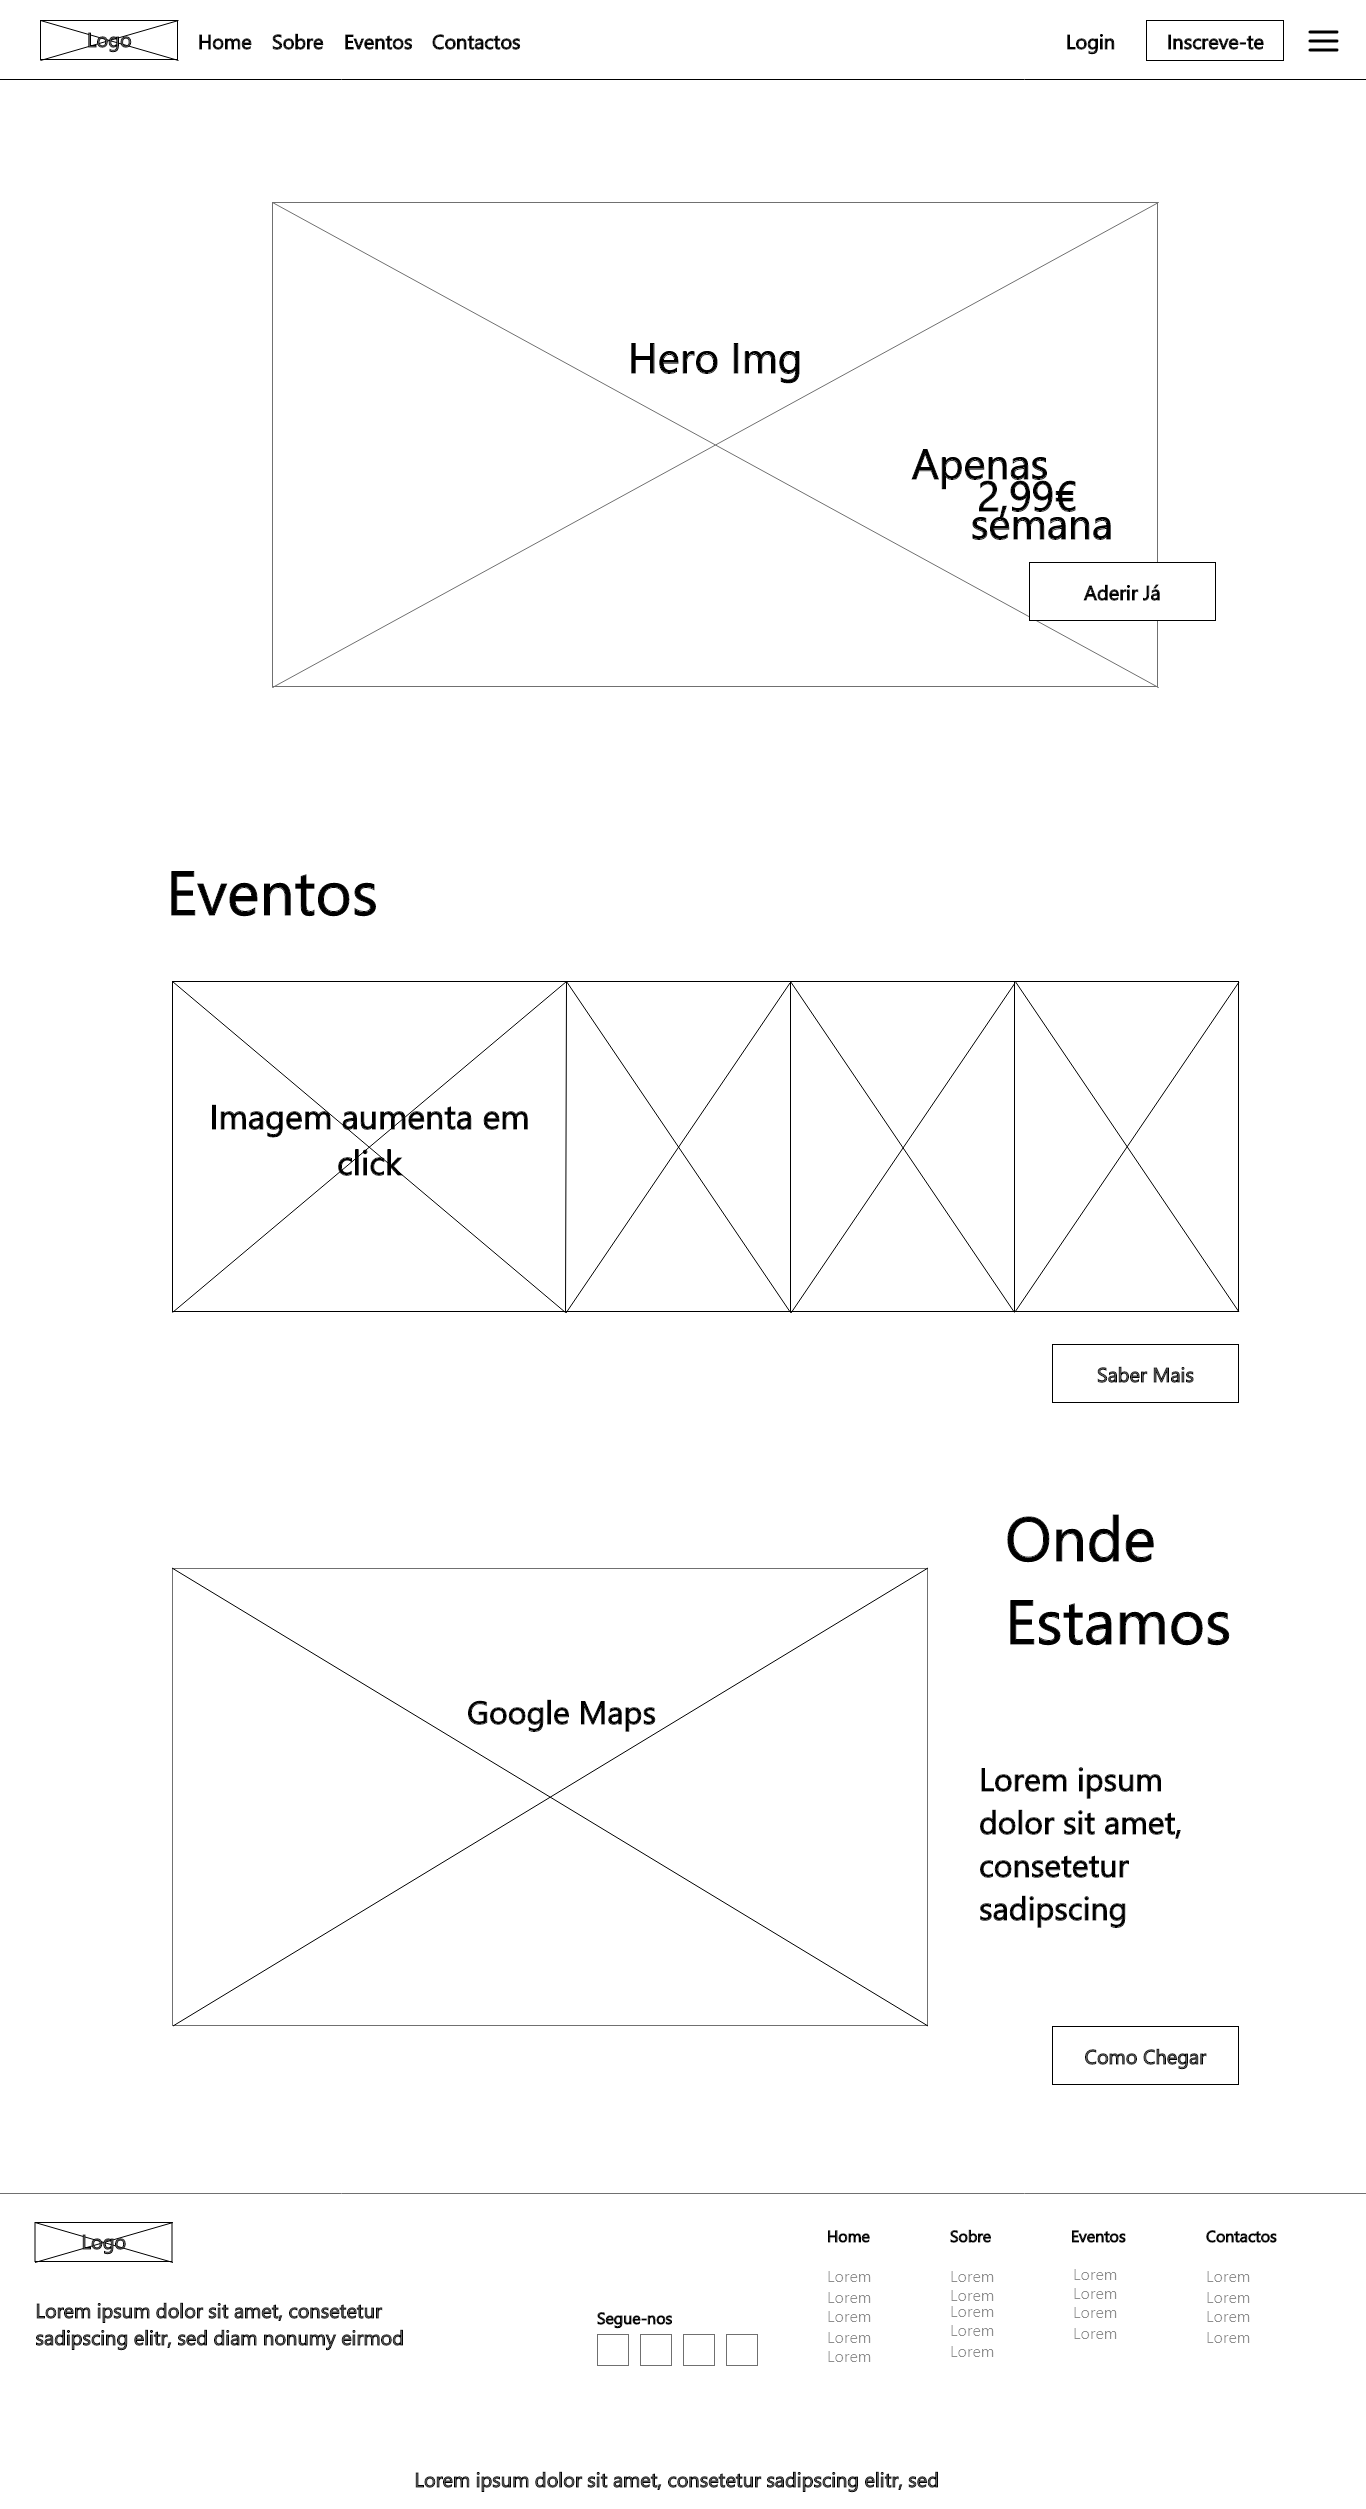 Logo Home Sobre Eventos Contactos Login Inscreve-te
Hero Img
Apenas
2,99€
semana
Aderir Já
Eventos
Imagem aumenta em
click
Saber Mais
Onde
Estamos
Google Maps
Lorem ipsum
dolor sit amet,
consetetur
sadipscing
Como Chegar
Logo
Lorem ipsum dolor sit amet, consetetur
sadipscing elitr, sed diam nonumy eirmod
Segue-nos
Home
Lorem
Lorem
Lorem
Lorem
Lorem
Sobre
Lorem
Lorem
Lorem
Lorem
Lorem
Eventos
Lorem
Lorem
Lorem
Lorem
Contactos
Lorem
Lorem
Lorem
Lorem
Lorem ipsum dolor sit amet, consetetur sadipscing elitr, sed